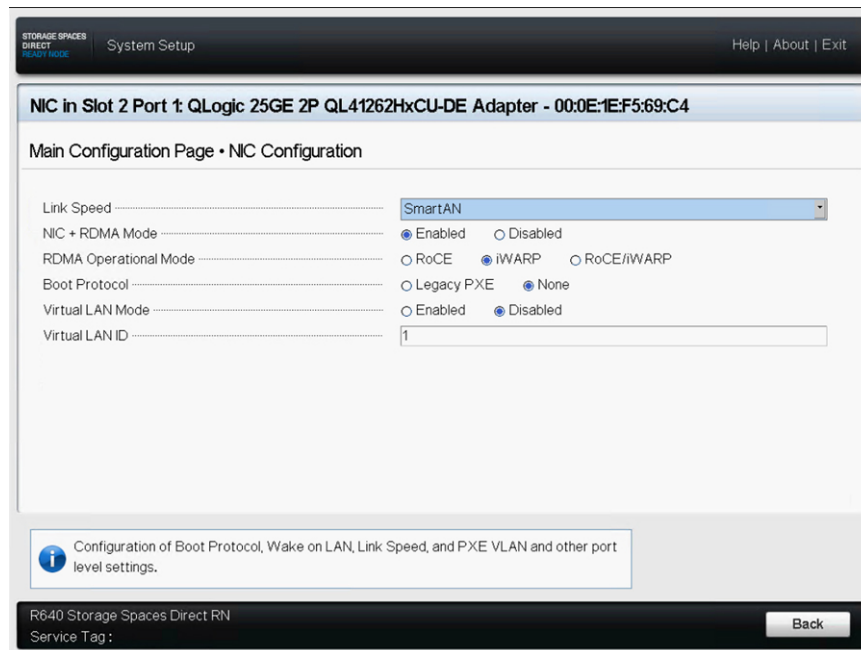 STORAGE SPACES
DIRECT
READY NODE
System Setup
Help | About | Exit
NIC in Slot 2 Port 1: QLogic 25GE 2P QL41262HxCU-DE Adapter - 00:0E:1E:F5:69:C4
Main Configuration Page • NIC Configuration
Link Speed SmartAN
NIC + RDMA Mode Enabled Disabled
RDMA Operational Mode RoCE iWARP RoCE/iWARP
Boot Protocol Legacy PXE None
Virtual LAN Mode Enabled Disabled
Virtual LAN ID 1
Configuration of Boot Protocol, Wake on LAN, Link Speed, and PXE VLAN and other port
level settings.
R640 Storage Spaces Direct RN
Service Tag :
Back